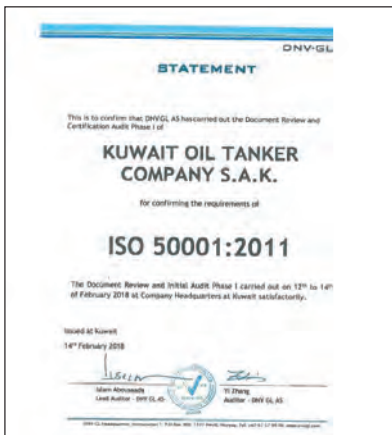 DNV·GL
STATEMENT
This is to confirm that DNVGL AS has carried out the Document Review and
Certification Audit Phase I of
KUWAIT OIL TANKER
COMPANY S.A.K.
for confirming the requirements of
ISO 50001:2011
The Document Review and Initial Audit Phase I carried out on 12th to 14th
of February 2018 at Company Headquarters at Kuwait satisfactorily.
Issued at Kuwait
14th February 2018
Islam
Lead Auditor - DNV GL AS
Yi Zhang
Auditor - DNV GL AS